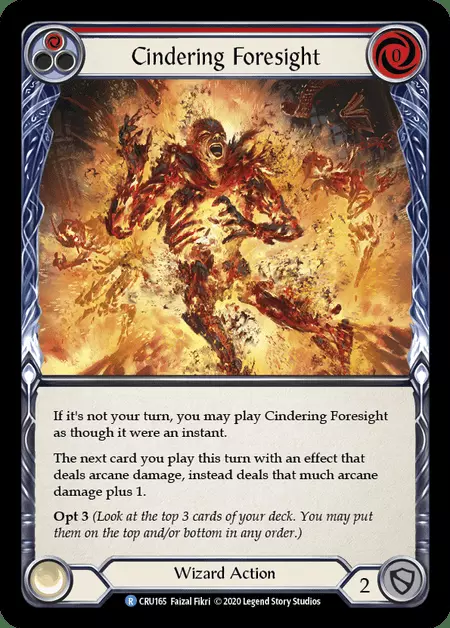 Cindering Foresight
0
If it's not your turn, you may play Cindering Foresight
as though it were an instant.
The next card you play this turn with an effect that
deals arcane damage, instead deals that much arcane
damage plus 1.
Opt 3 (Look at the top 3 cards of your deck. You may put
them on the top and/or bottom in any order.)
Wizard Action
2
R CRU165 Faizal Fikri © 2020 Legend Story Studios